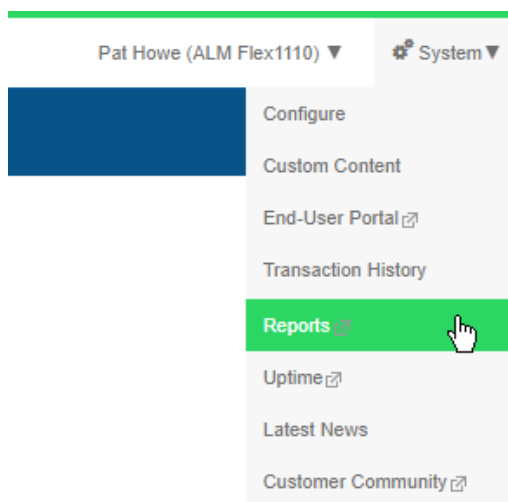 Pat Howe (ALM Flex1110) ▼ System ▼
Configure
Custom Content
End-User Portal
Transaction History
Reports
Uptime
Latest News
Customer Community